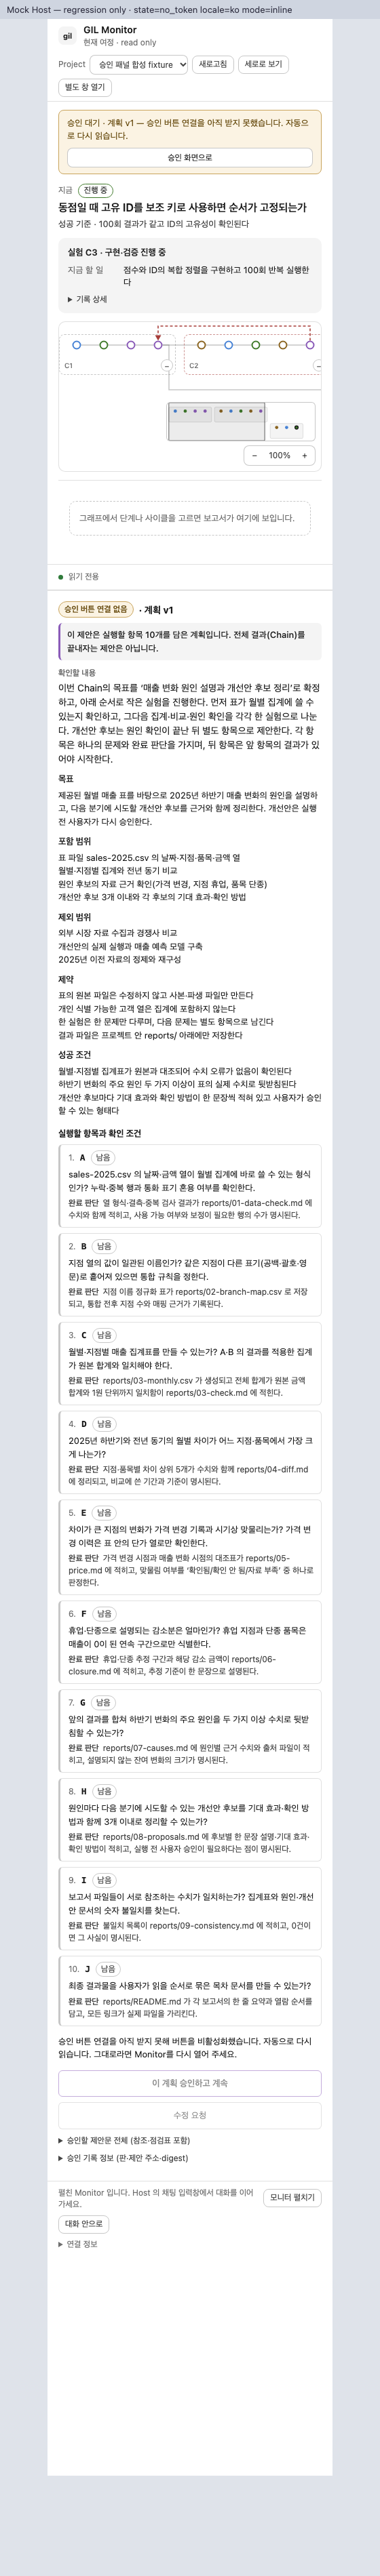 Mock Host — regression only · state=no_token locale=ko mode=inline
gil
GIL Monitor
현재 여정 · read only
Project 승인 패널 합성 fixture 새로고침 세로로 보기
별도 창 열기
승인 대기 · 계획 v1 — 승인 버튼 연결을 아직 받지 못했습니다. 자동으
로 다시 읽습니다.
승인 화면으로
지금 진행 중
동점일 때 고유 ID를 보조 키로 사용하면 순서가 고정되는가
성공 기준 · 100회 결과가 같고 ID의 고유성이 확인된다
실험 C3 · 구현·검증 진행 중
지금 할 일 점수와 ID의 복합 정렬을 구현하고 100회 반복 실행한
다
▶ 기록 상세
C1 – C2 –
− 100% +
그래프에서 단계나 사이클을 고르면 보고서가 여기에 보입니다.
읽기 전용
승인 버튼 연결 없음 · 계획 v1
이 제안은 실행할 항목 10개를 담은 계획입니다. 전체 결과(Chain)를
끝내자는 제안은 아닙니다.
확인할 내용
이번 Chain의 목표를 ‘매출 변화 원인 설명과 개선안 후보 정리’로 확정
하고, 아래 순서로 작은 실험을 진행한다. 먼저 표가 월별 집계에 쓸 수
있는지 확인하고, 그다음 집계·비교·원인 확인을 각각 한 실험으로 나눈
다. 개선안 후보는 원인 확인이 끝난 뒤 별도 항목으로 제안한다. 각 항
목은 하나의 문제와 완료 판단을 가지며, 뒤 항목은 앞 항목의 결과가 있
어야 시작한다.
목표
제공된 월별 매출 표를 바탕으로 2025년 하반기 매출 변화의 원인을 설명하
고, 다음 분기에 시도할 개선안 후보를 근거와 함께 정리한다. 개선안은 실행
전 사용자가 다시 승인한다.
포함 범위
표 파일 sales-2025.csv 의 날짜·지점·품목·금액 열
월별·지점별 집계와 전년 동기 비교
원인 후보의 자료 근거 확인(가격 변경, 지점 휴업, 품목 단종)
개선안 후보 3개 이내와 각 후보의 기대 효과·확인 방법
제외 범위
외부 시장 자료 수집과 경쟁사 비교
개선안의 실제 실행과 매출 예측 모델 구축
2025년 이전 자료의 정제와 재구성
제약
표의 원본 파일은 수정하지 않고 사본·파생 파일만 만든다
개인 식별 가능한 고객 열은 집계에 포함하지 않는다
한 실험은 한 문제만 다루며, 다음 문제는 별도 항목으로 남긴다
결과 파일은 프로젝트 안 reports/ 아래에만 저장한다
성공 조건
월별·지점별 집계표가 원본과 대조되어 수치 오류가 없음이 확인된다
하반기 변화의 주요 원인 두 가지 이상이 표의 실제 수치로 뒷받침된다
개선안 후보마다 기대 효과와 확인 방법이 한 문장씩 적혀 있고 사용자가 승인
할 수 있는 형태다
실행할 항목과 확인 조건
1. A 남음
sales-2025.csv 의 날짜·금액 열이 월별 집계에 바로 쓸 수 있는 형식
인가? 누락·중복 행과 통화 표기 혼용 여부를 확인한다.
완료 판단 열 형식·결측·중복 검사 결과가 reports/01-data-check.md 에
수치와 함께 적히고, 사용 가능 여부와 보정이 필요한 행의 수가 명시된다.
2. B 남음
지점 열의 값이 일관된 이름인가? 같은 지점이 다른 표기(공백·괄호·영
문)로 흩어져 있으면 통합 규칙을 정한다.
완료 판단 지점 이름 정규화 표가 reports/02-branch-map.csv 로 저장
되고, 통합 전후 지점 수와 매핑 근거가 기록된다.
3. C 남음
월별·지점별 매출 집계표를 만들 수 있는가? A·B 의 결과를 적용한 집계
가 원본 합계와 일치해야 한다.
완료 판단 reports/03-monthly.csv 가 생성되고 전체 합계가 원본 금액
합계와 1원 단위까지 일치함이 reports/03-check.md 에 적힌다.
4. D 남음
2025년 하반기와 전년 동기의 월별 차이가 어느 지점·품목에서 가장 크
게 나는가?
완료 판단 지점·품목별 차이 상위 5개가 수치와 함께 reports/04-diff.md
에 정리되고, 비교에 쓴 기간과 기준이 명시된다.
5. E 남음
차이가 큰 지점의 변화가 가격 변경 기록과 시기상 맞물리는가? 가격 변
경 이력은 표 안의 단가 열로만 확인한다.
완료 판단 가격 변경 시점과 매출 변화 시점의 대조표가 reports/05-
price.md 에 적히고, 맞물림 여부를 ‘확인됨/확인 안 됨/자료 부족’ 중 하나로
판정한다.
6. F 남음
휴업·단종으로 설명되는 감소분은 얼마인가? 휴업 지점과 단종 품목은
매출이 0이 된 연속 구간으로만 식별한다.
완료 판단 휴업·단종 추정 구간과 해당 감소 금액이 reports/06-
closure.md 에 적히고, 추정 기준이 한 문장으로 설명된다.
7. G 남음
앞의 결과를 합쳐 하반기 변화의 주요 원인을 두 가지 이상 수치로 뒷받
침할 수 있는가?
완료 판단 reports/07-causes.md 에 원인별 근거 수치와 출처 파일이 적
히고, 설명되지 않는 잔여 변화의 크기가 명시된다.
8. H 남음
원인마다 다음 분기에 시도할 수 있는 개선안 후보를 기대 효과·확인 방
법과 함께 3개 이내로 정리할 수 있는가?
완료 판단 reports/08-proposals.md 에 후보별 한 문장 설명·기대 효과·
확인 방법이 적히고, 실행 전 사용자 승인이 필요하다는 점이 명시된다.
9. I 남음
보고서 파일들이 서로 참조하는 수치가 일치하는가? 집계표와 원인·개선
안 문서의 숫자 불일치를 찾는다.
완료 판단 불일치 목록이 reports/09-consistency.md 에 적히고, 0건이
면 그 사실이 명시된다.
10. J 남음
최종 결과물을 사용자가 읽을 순서로 묶은 목차 문서를 만들 수 있는가?
완료 판단 reports/README.md 가 각 보고서의 한 줄 요약과 열람 순서를
담고, 모든 링크가 실제 파일을 가리킨다.
승인 버튼 연결을 아직 받지 못해 버튼을 비활성화했습니다. 자동으로 다시
읽습니다. 그대로라면 Monitor를 다시 열어 주세요.
이 계획 승인하고 계속
수정 요청
▶ 승인할 제안문 전체 (참조·점검표 포함)
▶ 승인 기록 정보 (판·제안 주소·digest)
펼친 Monitor 입니다. Host 의 채팅 입력창에서 대화를 이어
가세요.
모니터 펼치기
대화 안으로
▶ 연결 정보